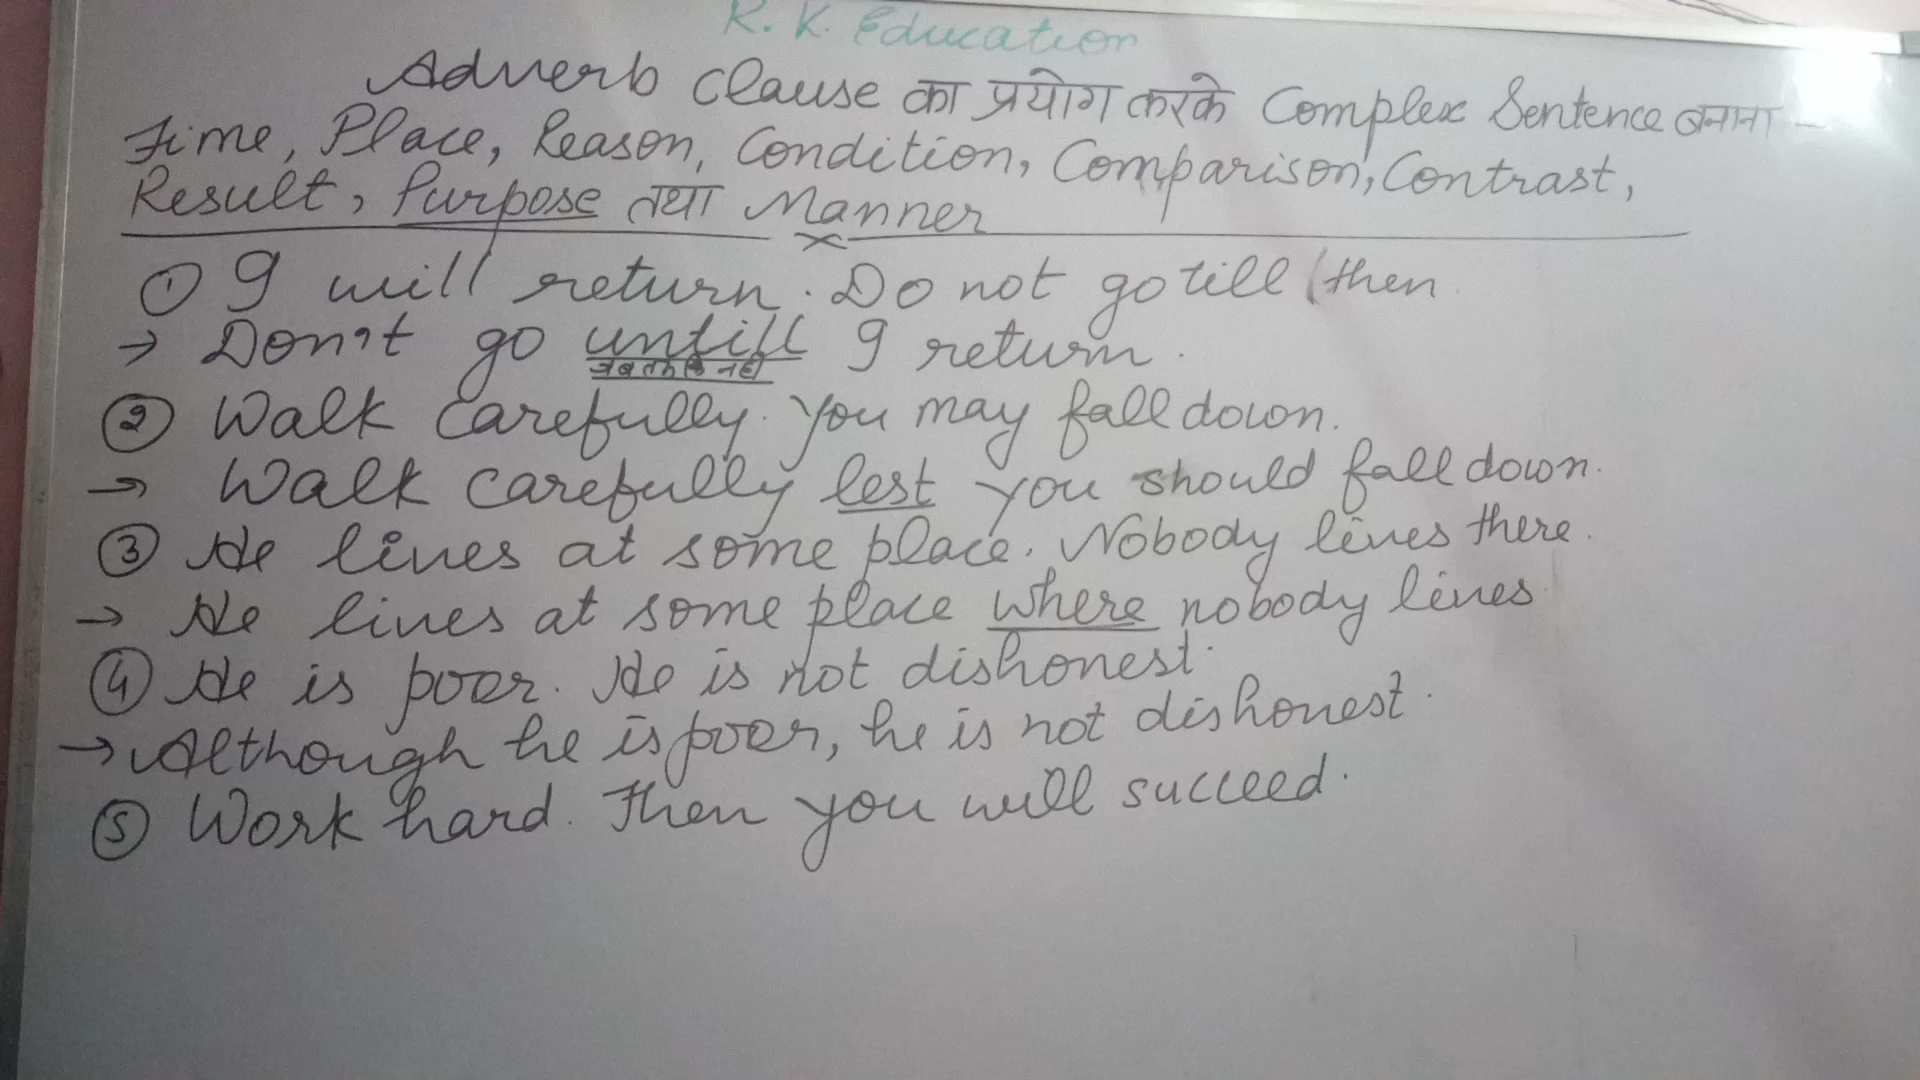 R. K. Education
Adverb clause का प्रयोग करके Complex Sentence बनाना -
Time, Place, Reason, Condition, Comparison, Contrast,
Result, Purpose तथा Manner
① I will return. Do not go till then
→ Don't go untill I return.
जब तक कि नहीं
② Walk carefully. You may fall down.
→ Walk carefully lest you should fall down.
③ He lives at some place. Nobody lives there.
→ He lives at some place where nobody lives
④ He is poor. He is not dishonest.
→ Although he is poor, he is not dishonest.
⑤ Work hard. Then you will succeed.